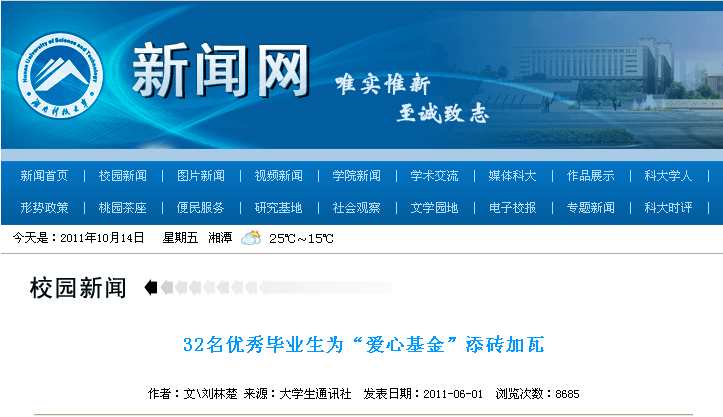 Hunan University of Science and Technology
湖南科技大学
新闻网
唯实惟新
至诚致志
新闻首页 | 校园新闻 | 图片新闻 | 视频新闻 | 学院新闻 | 学术交流 | 媒体科大 | 作品展示 | 科大学人 |
形势政策 | 桃园茶座 | 便民服务 | 研究基地 | 社会观察 | 文学园地 | 电子校报 | 专题新闻 | 科大时评 |
今天是：2011年10月14日 星期五 湘潭 25℃～15℃
校园新闻
32名优秀毕业生为“爱心基金”添砖加瓦
作者：文\刘林楚 来源：大学生通讯社 发表日期：2011-06-01 浏览次数：8685